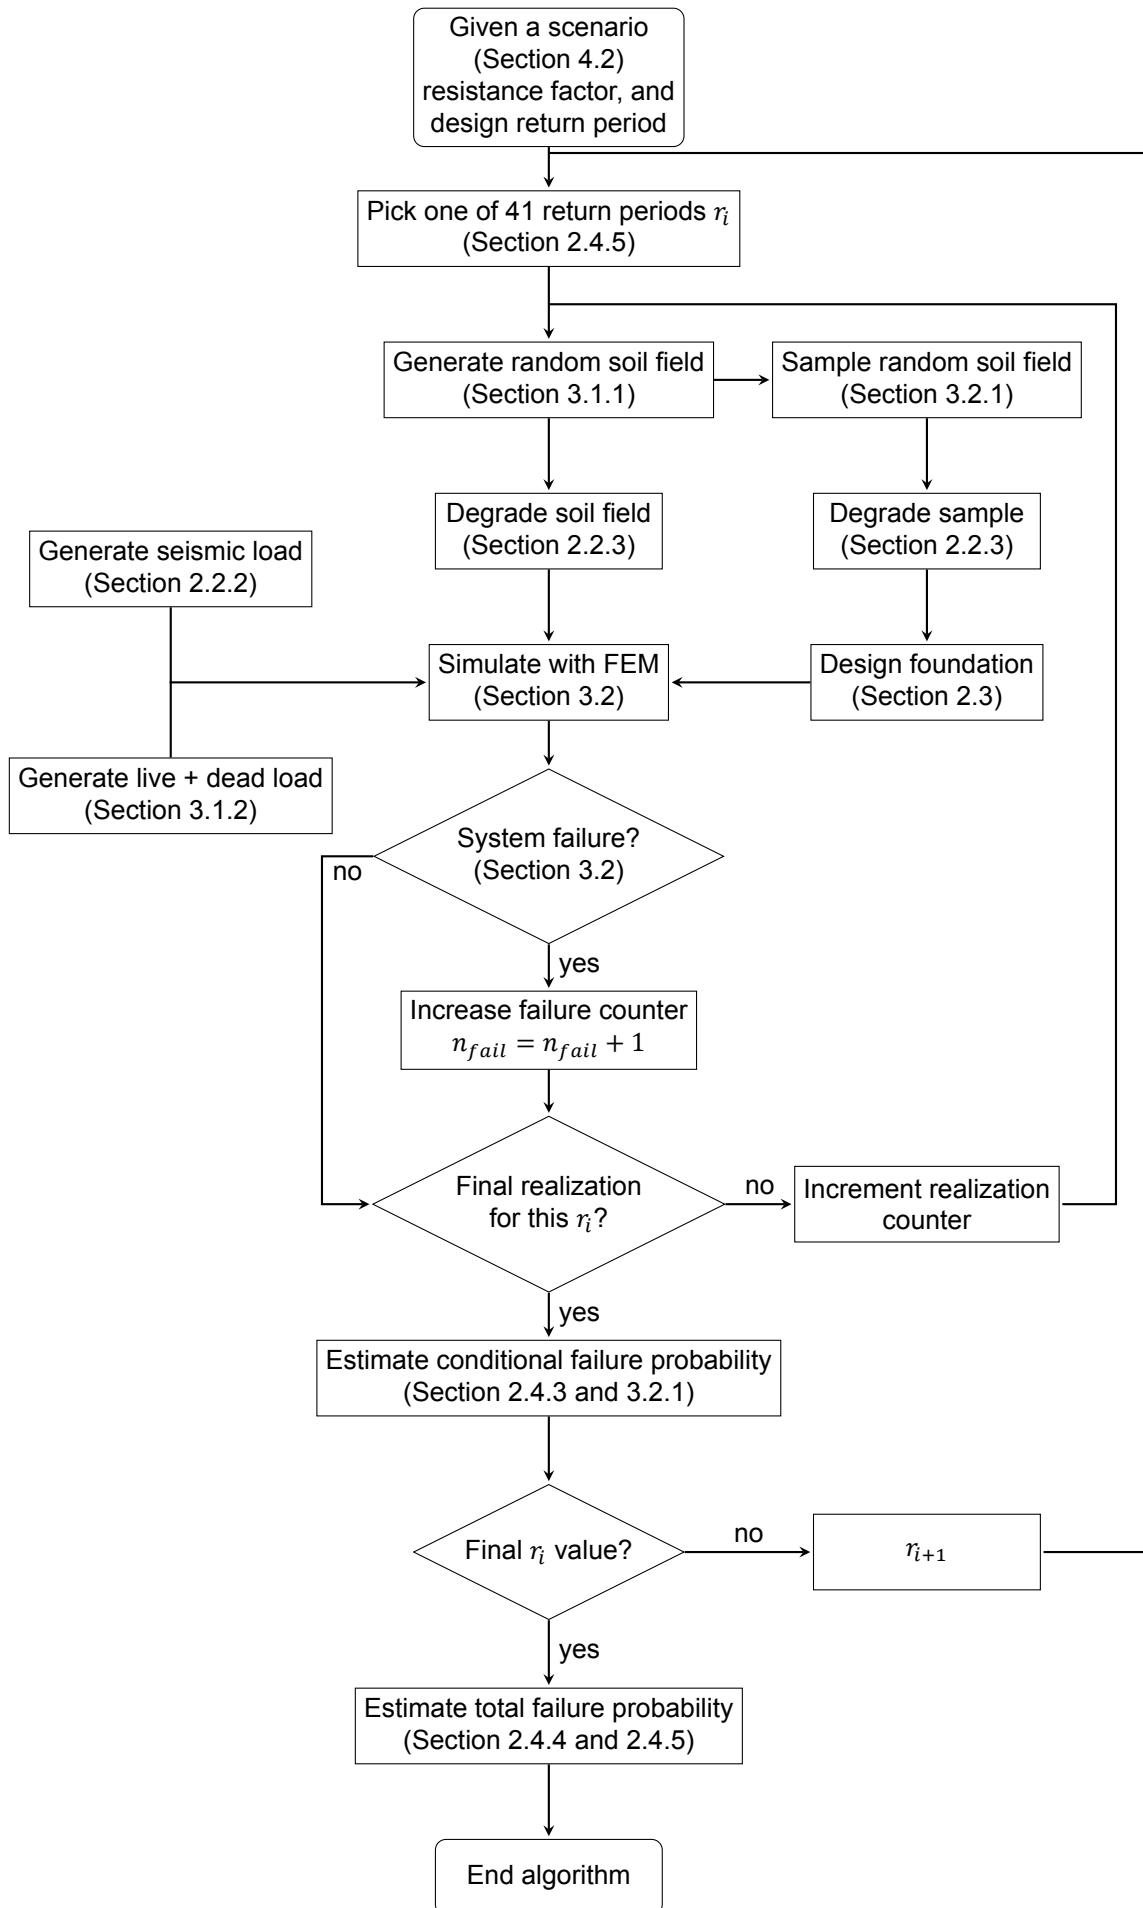 Given a scenario
(Section 4.2)
resistance factor, and
design return period
Pick one of 41 return periods r_i
(Section 2.4.5)
Generate random soil field
(Section 3.1.1)
Sample random soil field
(Section 3.2.1)
Degrade soil field
(Section 2.2.3)
Degrade sample
(Section 2.2.3)
Generate seismic load
(Section 2.2.2)
Simulate with FEM
(Section 3.2)
Design foundation
(Section 2.3)
Generate live + dead load
(Section 3.1.2)
System failure?
(Section 3.2)
no
yes
Increase failure counter
n_fail = n_fail + 1
Final realization
for this r_i?
no
Increment realization
counter
yes
Estimate conditional failure probability
(Section 2.4.3 and 3.2.1)
Final r_i value?
no
r_{i+1}
yes
Estimate total failure probability
(Section 2.4.4 and 2.4.5)
End algorithm